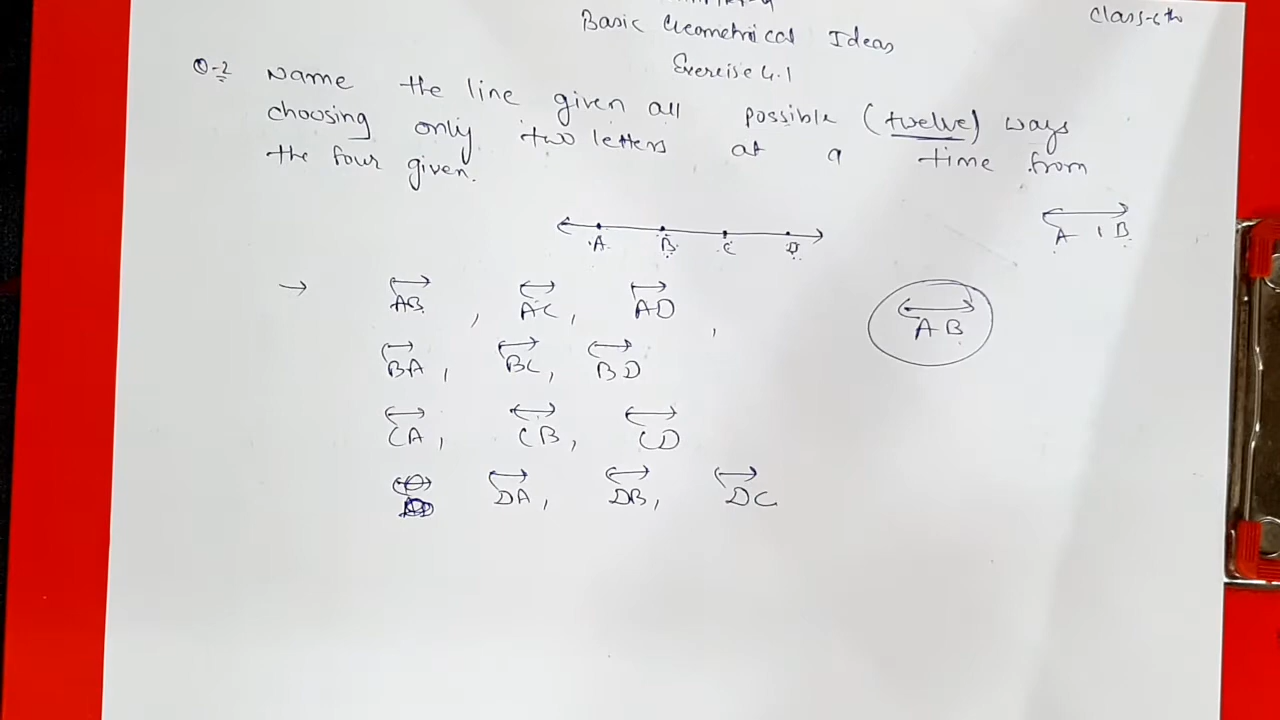 Class-6th
Basic Geometrical Ideas
Exercise 4.1
Q-2 Name the line given all possible (twelve) ways
choosing only two letters at a time from
the four given.
A B C D
A B
→ AB, AC, AD,
AB
BA, BC, BD
CA, CB, CD
DA, DB, DC